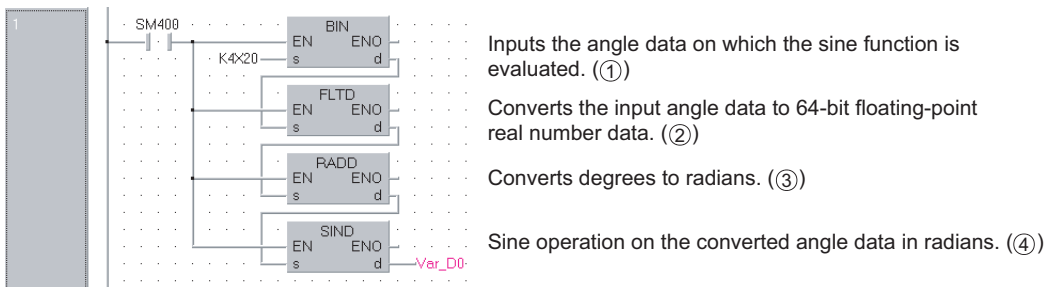 1
SM400
BIN
EN ENO
K4X20 s d
Inputs the angle data on which the sine function is
evaluated. (①)
FLTD
EN ENO
s d
Converts the input angle data to 64-bit floating-point
real number data. (②)
RADD
EN ENO
s d
Converts degrees to radians. (③)
SIND
EN ENO
s d Var_D0
Sine operation on the converted angle data in radians. (④)